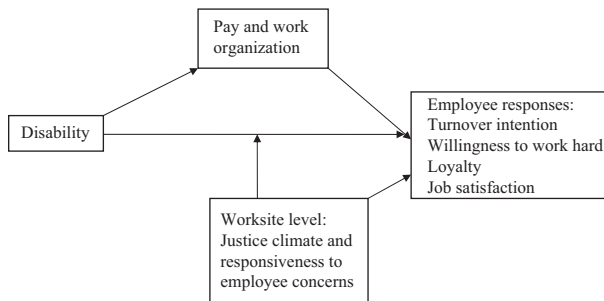 Pay and work
organization
Disability
Employee responses:
Turnover intention
Willingness to work hard
Loyalty
Job satisfaction
Worksite level:
Justice climate and
responsiveness to
employee concerns